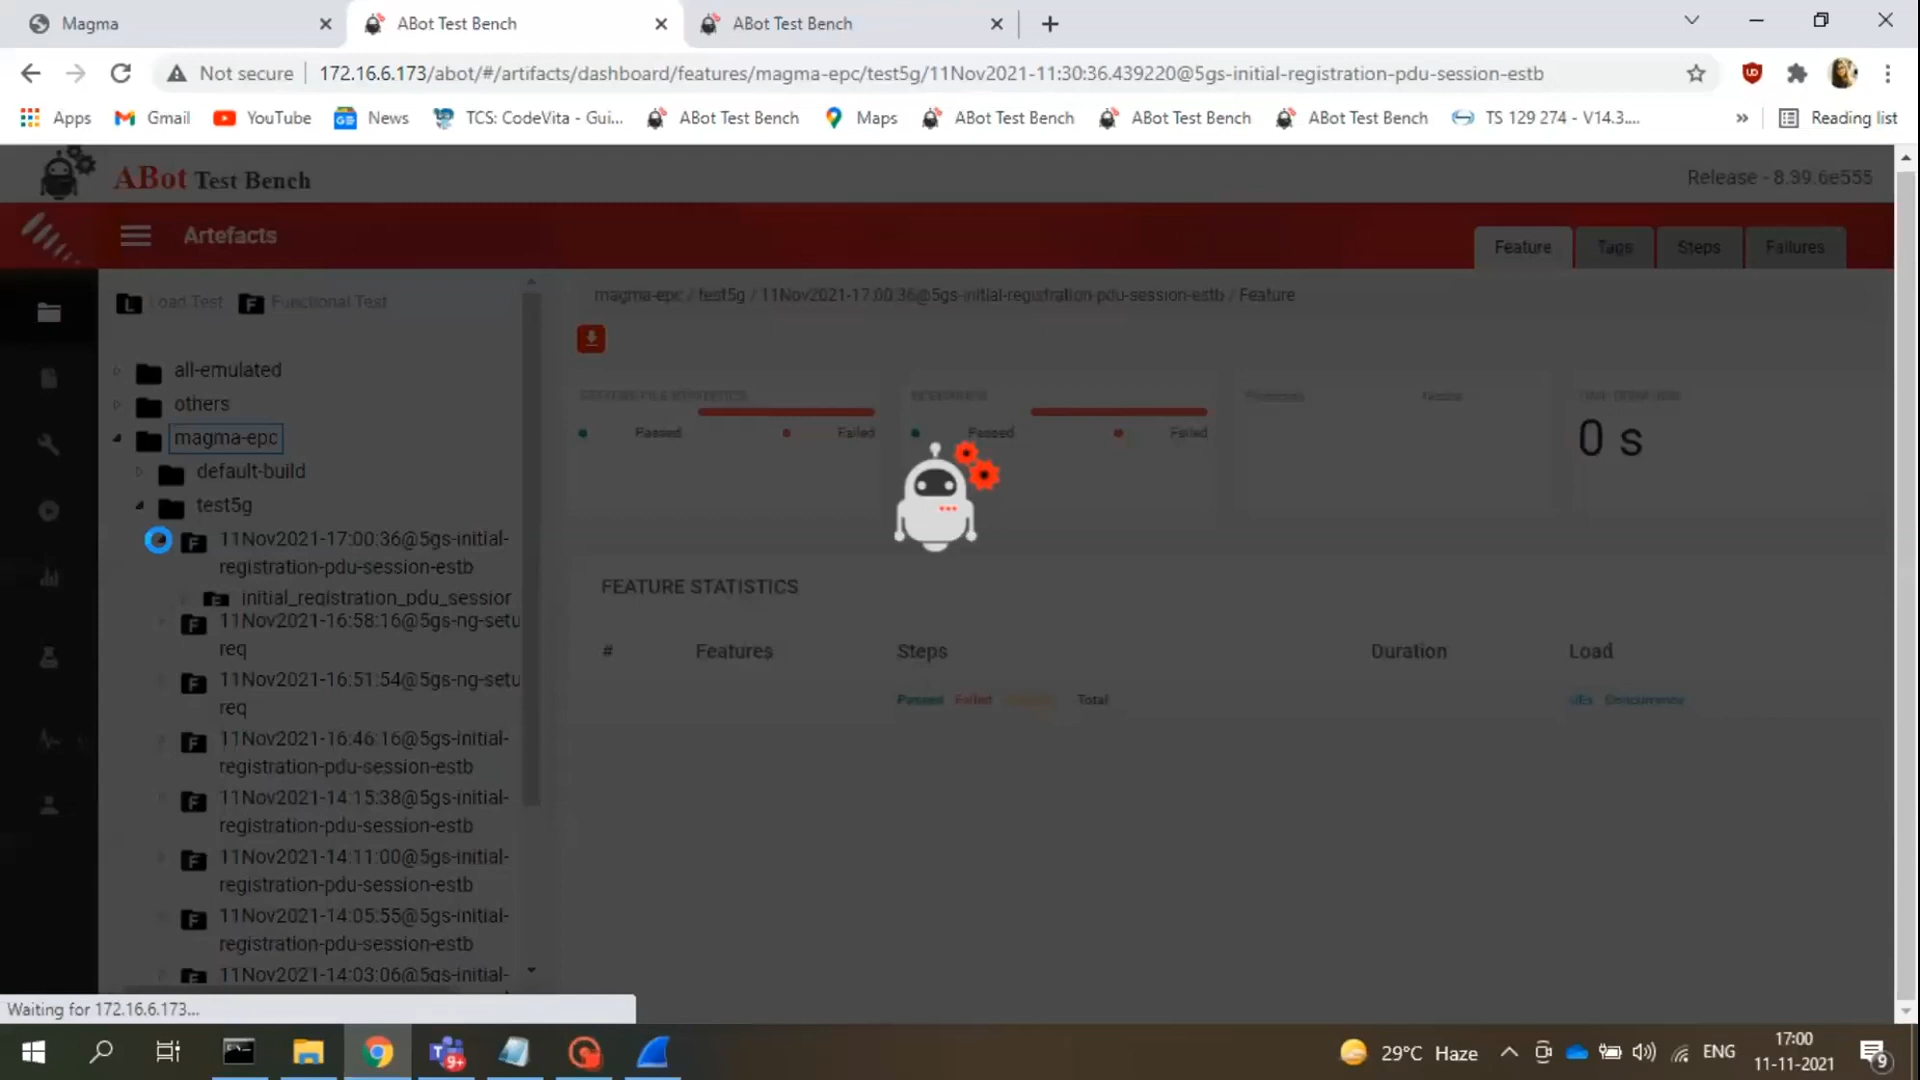 Magma
ABot Test Bench
ABot Test Bench
Not secure
172.16.6.173/abot/#/artifacts/dashboard/features/magma-epc/test5g/11Nov2021-11:30:36.439220@5gs-initial-registration-pdu-session-estb
Apps
Gmail
YouTube
News
TCS: CodeVita - Gui...
ABot Test Bench
Maps
ABot Test Bench
ABot Test Bench
ABot Test Bench
TS 129 274 - V14.3....
»
Reading list
ABot Test Bench
Release - 8.39.6e555
Artefacts
Feature
Tags
Steps
Failures
Load Test
Functional Test
magma-epc / test5g / 11Nov2021-17:00:36@5gs-initial-registration-pdu-session-estb / Feature
all-emulated
others
magma-epc
default-build
test5g
11Nov2021-17:00:36@5gs-initial-
registration-pdu-session-estb
initial_registration_pdu_session
11Nov2021-16:58:16@5gs-ng-setu
req
11Nov2021-16:51:54@5gs-ng-setu
req
11Nov2021-16:46:16@5gs-initial-
registration-pdu-session-estb
11Nov2021-14:15:38@5gs-initial-
registration-pdu-session-estb
11Nov2021-14:11:00@5gs-initial-
registration-pdu-session-estb
11Nov2021-14:05:55@5gs-initial-
registration-pdu-session-estb
11Nov2021-14:03:06@5gs-initial-
Passed
Failed
Passed
Failed
0 s
FEATURE STATISTICS
#
Features
Steps
Duration
Load
Passed
Failed
Total
UEs
Concurrence
Waiting for 172.16.6.173...
9+
29°C Haze
ENG
17:00
11-11-2021
9